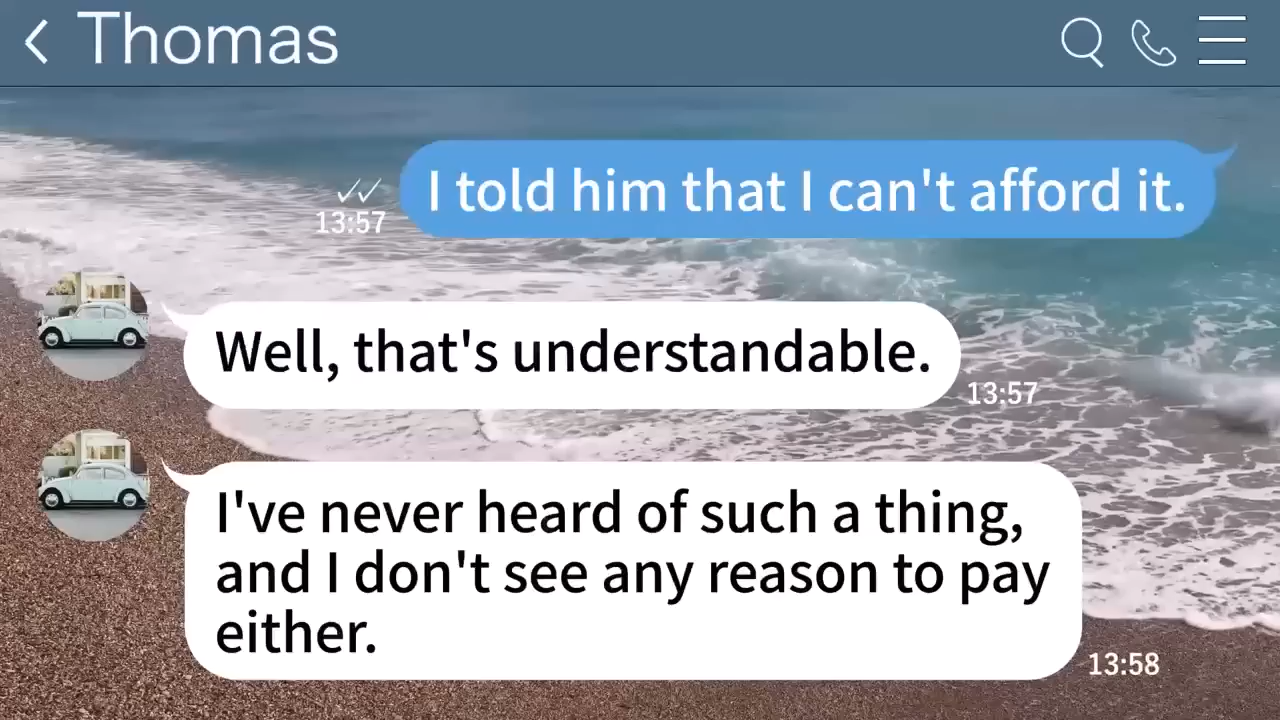 Thomas
I told him that I can't afford it.
13:57
Well, that's understandable.
13:57
I've never heard of such a thing,
and I don't see any reason to pay
either.
13:58